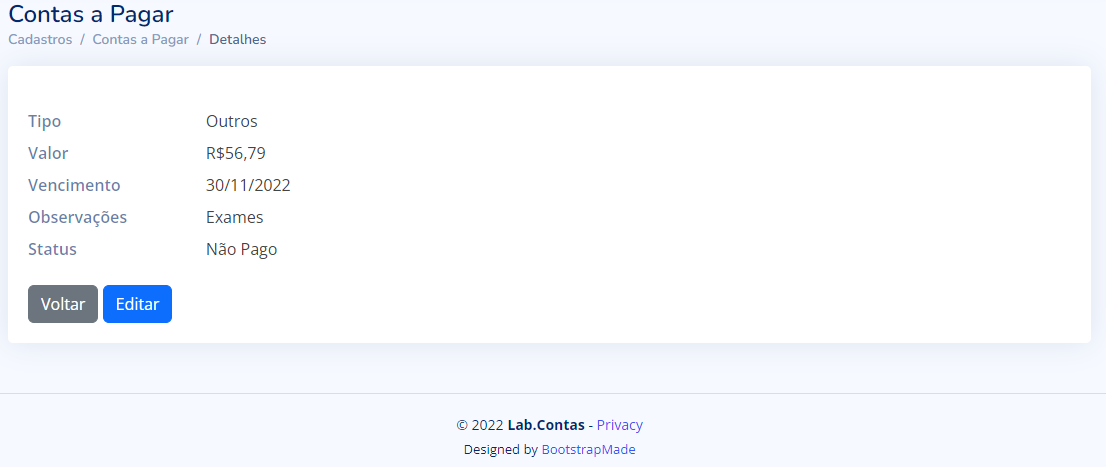 Contas a Pagar
Cadastros / Contas a Pagar / Detalhes
Tipo Outros
Valor R$56,79
Vencimento 30/11/2022
Observações Exames
Status Não Pago
Voltar Editar
© 2022 Lab.Contas - Privacy
Designed by BootstrapMade